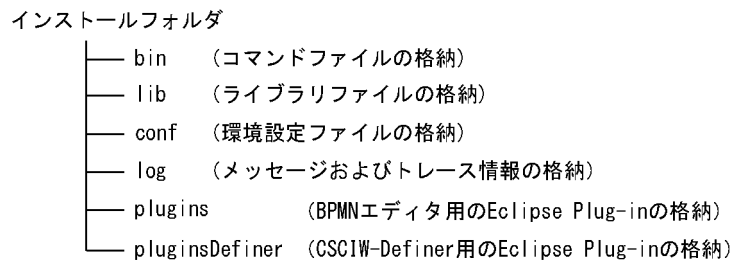 インストールフォルダ
bin （コマンドファイルの格納）
lib （ライブラリファイルの格納）
conf （環境設定ファイルの格納）
log （メッセージおよびトレース情報の格納）
plugins （BPMNエディタ用のEclipse Plug-inの格納）
pluginsDefiner （CSCIW-Definer用のEclipse Plug-inの格納）